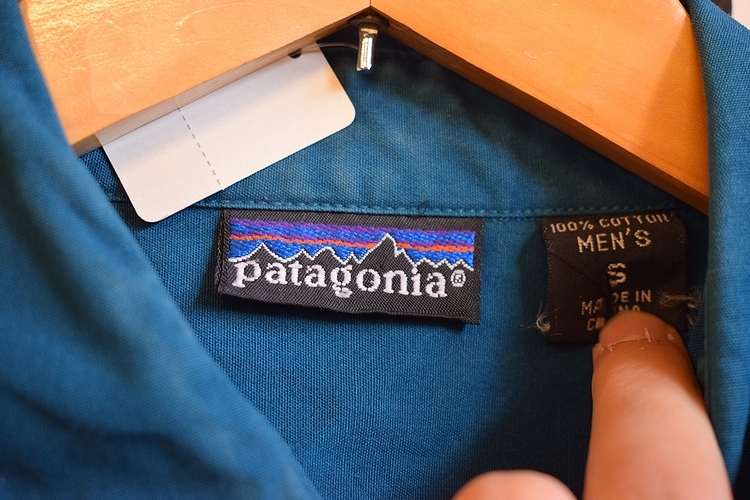 patagonia®
100% COTTON
MEN'S
S
MADE IN